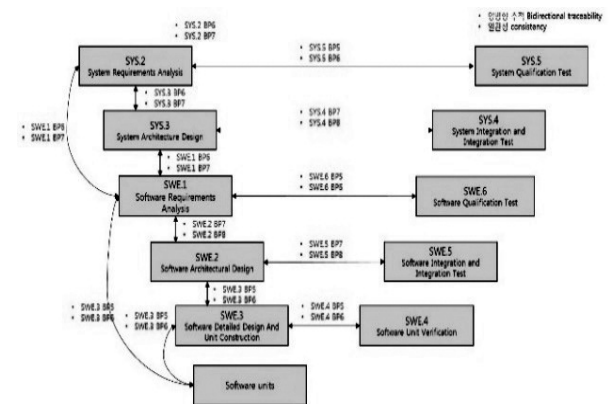 • SYS.2 BP6
• SYS.2 BP7
• 양방향 추적 Bidirectional traceability
• 일관성 consistency
SYS.2
System Requirements Analysis
• SYS.5 BP5
• SYS.5 BP6
SYS.5
System Qualification Test
• SYS.3 BP6
• SYS.3 BP7
SYS.3
System Architecture Design
• SYS.4 BP7
• SYS.4 BP8
SYS.4
System Integration and
Integration Test
• SWE.1 BP6
• SWE.1 BP7
• SWE.1 BP6
• SWE.1 BP7
SWE.1
Software Requirements
Analysis
• SWE.6 BP5
• SWE.6 BP6
SWE.6
Software Qualification Test
• SWE.2 BP7
• SWE.2 BP8
SWE.2
Software Architectural Design
• SWE.5 BP7
• SWE.5 BP8
SWE.5
Software Integration and
Integration Test
• SWE.3 BP5
• SWE.3 BP6
• SWE.3 BP5
• SWE.3 BP6
• SWE.3 BP5
• SWE.3 BP6
SWE.3
Software Detailed Design And
Unit Construction
• SWE.4 BP5
• SWE.4 BP6
SWE.4
Software Unit Verification
Software units